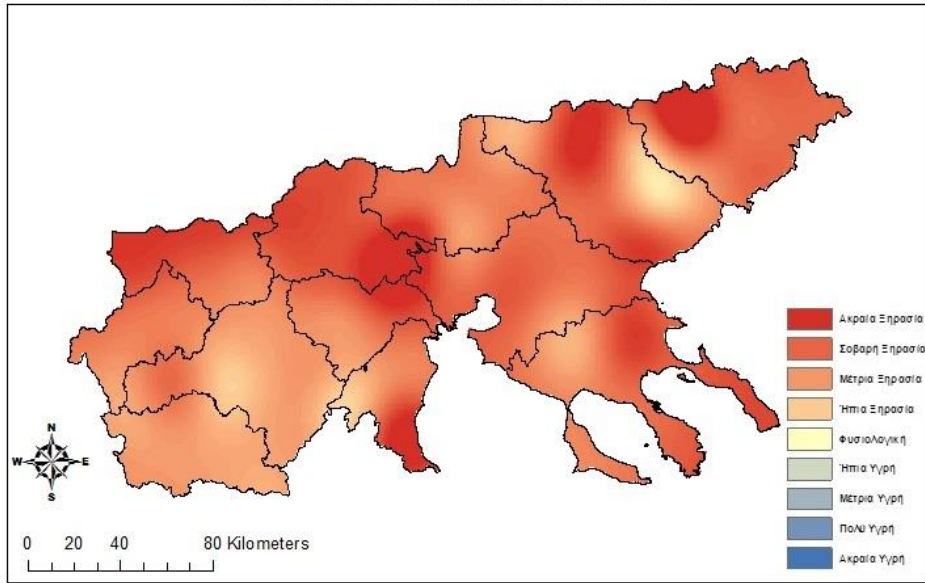 N
W E
S
0 20 40 80 Kilometers
Ακραία Ξηρασία
Σοβαρή Ξηρασία
Μέτρια Ξηρασία
Ήπια Ξηρασία
Φυσιολογική
Ήπια Υγρή
Μέτρια Υγρή
Πολύ Υγρή
Ακραία Υγρή